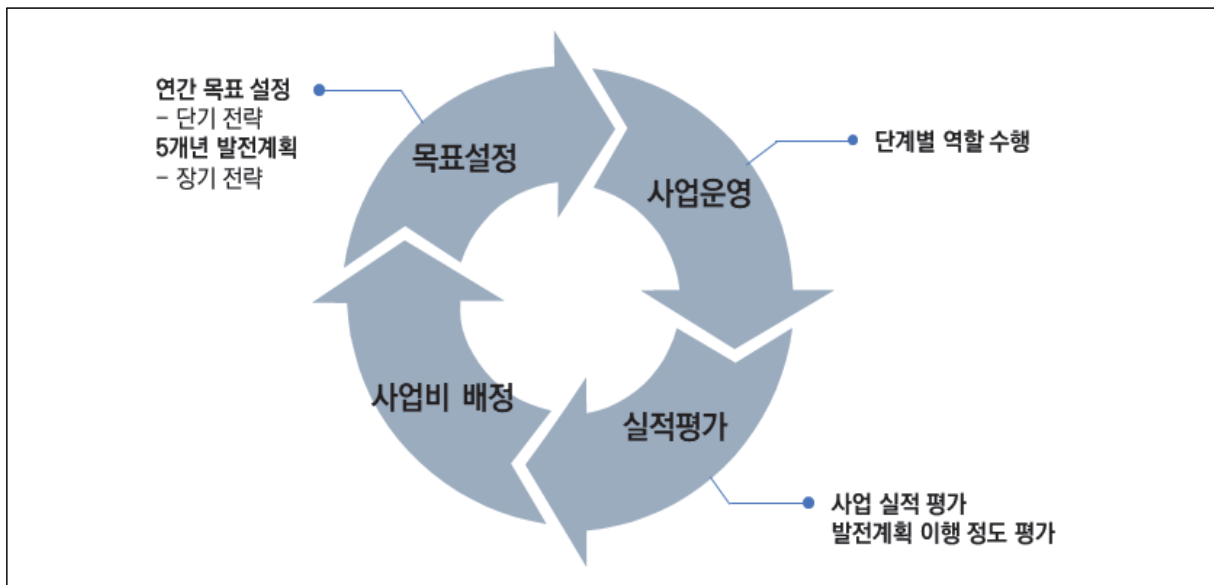 연간 목표 설정
– 단기 전략
5개년 발전계획
– 장기 전략
목표설정
단계별 역할 수행
사업운영
사업비 배정
실적평가
사업 실적 평가
발전계획 이행 정도 평가